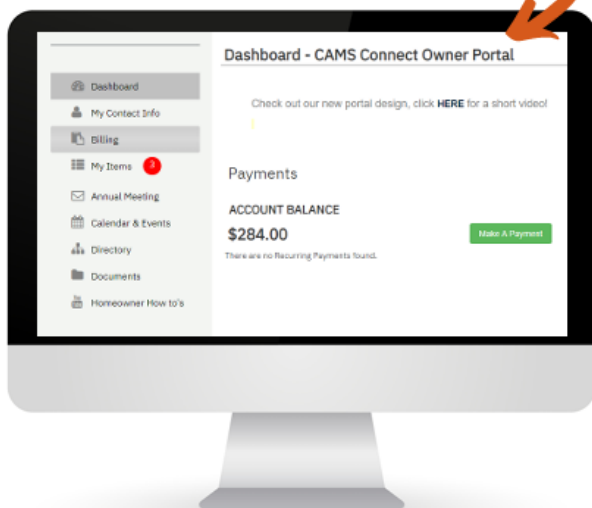 Dashboard - CAMS Connect Owner Portal
Dashboard
My Contact Info
Billing
My Items 3
Annual Meeting
Calendar & Events
Directory
Documents
Homeowner How to's
Check out our new portal design, click HERE for a short video!
Payments
ACCOUNT BALANCE
$284.00
Make A Payment
There are no Recurring Payments found.